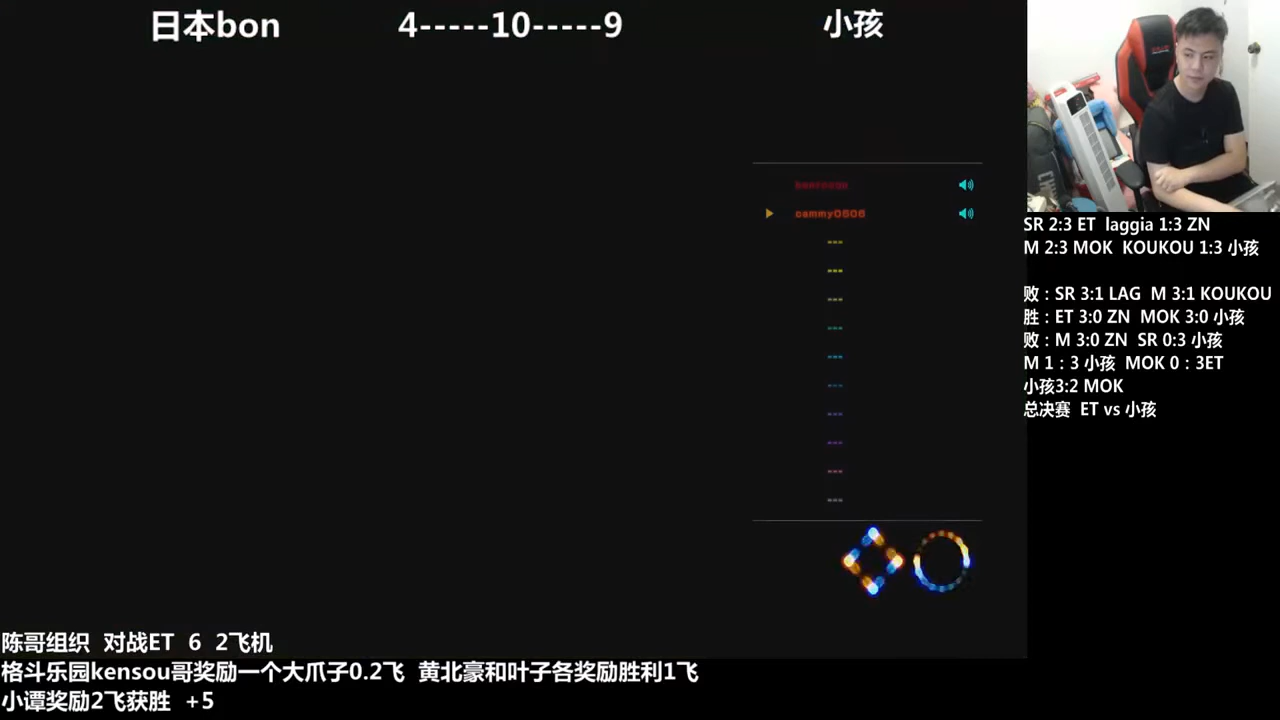 日本bon 4-----10-----9 小孩
cammy0606
---
---
---
---
---
---
---
---
---
---
SR 2:3 ET laggia 1:3 ZN
M 2:3 MOK KOUKOU 1:3 小孩
败：SR 3:1 LAG M 3:1 KOUKOU
胜：ET 3:0 ZN MOK 3:0 小孩
败：M 3:0 ZN SR 0:3 小孩
M 1：3 小孩 MOK 0：3ET
小孩3:2 MOK
总决赛 ET vs 小孩
陈哥组织 对战ET 6 2飞机
格斗乐园kensou哥奖励一个大爪子0.2飞 黄北豪和叶子各奖励胜利1飞
小谭奖励2飞获胜 +5